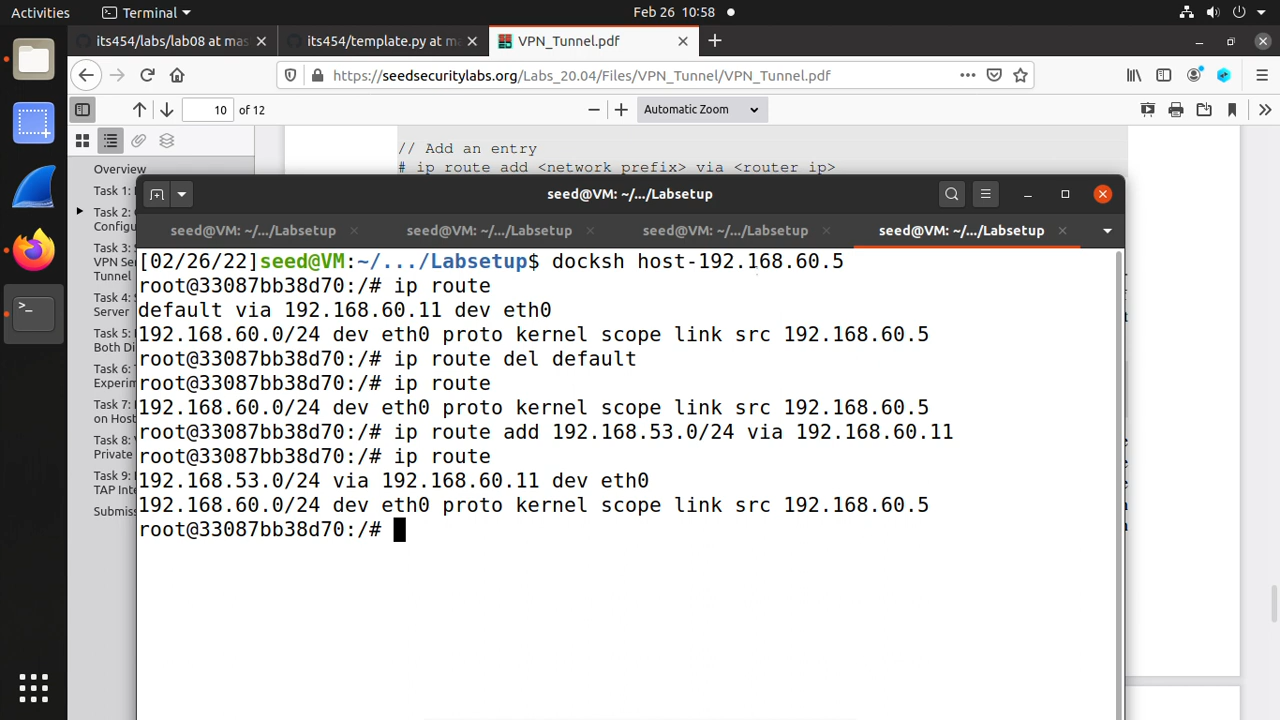 Activities
Terminal
Feb 26 10:58
its454/labs/lab08 at mas
its454/template.py at m
VPN_Tunnel.pdf
https://seedsecuritylabs.org/Labs_20.04/Files/VPN_Tunnel/VPN_Tunnel.pdf
10 of 12
Automatic Zoom
// Add an entry
# ip route add <network prefix> via <router ip>
Overview
Task 1:
Task 2:
Configu
Task 3:
VPN Se
Tunnel
Task 4:
Server
Task 5:
Both Di
Task 6:
Experim
Task 7:
on Host
Task 8:
Private
Task 9:
TAP Inte
Submiss
seed@VM: ~/.../Labsetup
seed@VM: ~/.../Labsetup
seed@VM: ~/.../Labsetup
seed@VM: ~/.../Labsetup
seed@VM: ~/.../Labsetup
[02/26/22]seed@VM:~/.../Labsetup$ docksh host-192.168.60.5
root@33087bb38d70:/# ip route
default via 192.168.60.11 dev eth0
192.168.60.0/24 dev eth0 proto kernel scope link src 192.168.60.5
root@33087bb38d70:/# ip route del default
root@33087bb38d70:/# ip route
192.168.60.0/24 dev eth0 proto kernel scope link src 192.168.60.5
root@33087bb38d70:/# ip route add 192.168.53.0/24 via 192.168.60.11
root@33087bb38d70:/# ip route
192.168.53.0/24 via 192.168.60.11 dev eth0
192.168.60.0/24 dev eth0 proto kernel scope link src 192.168.60.5
root@33087bb38d70:/#